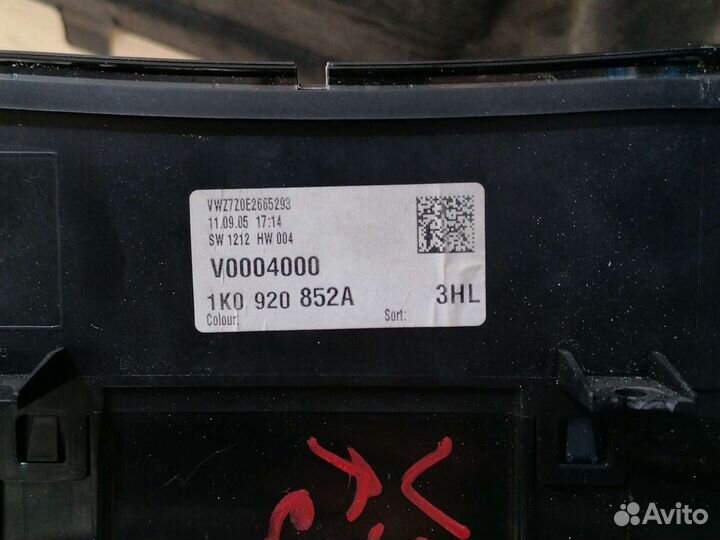 VWZ7Z0E2665293
11.09.05 17:14
SW 1212 HW 004
V0004000
1K0 920 852A 3HL
Colour: Sort:
Avito